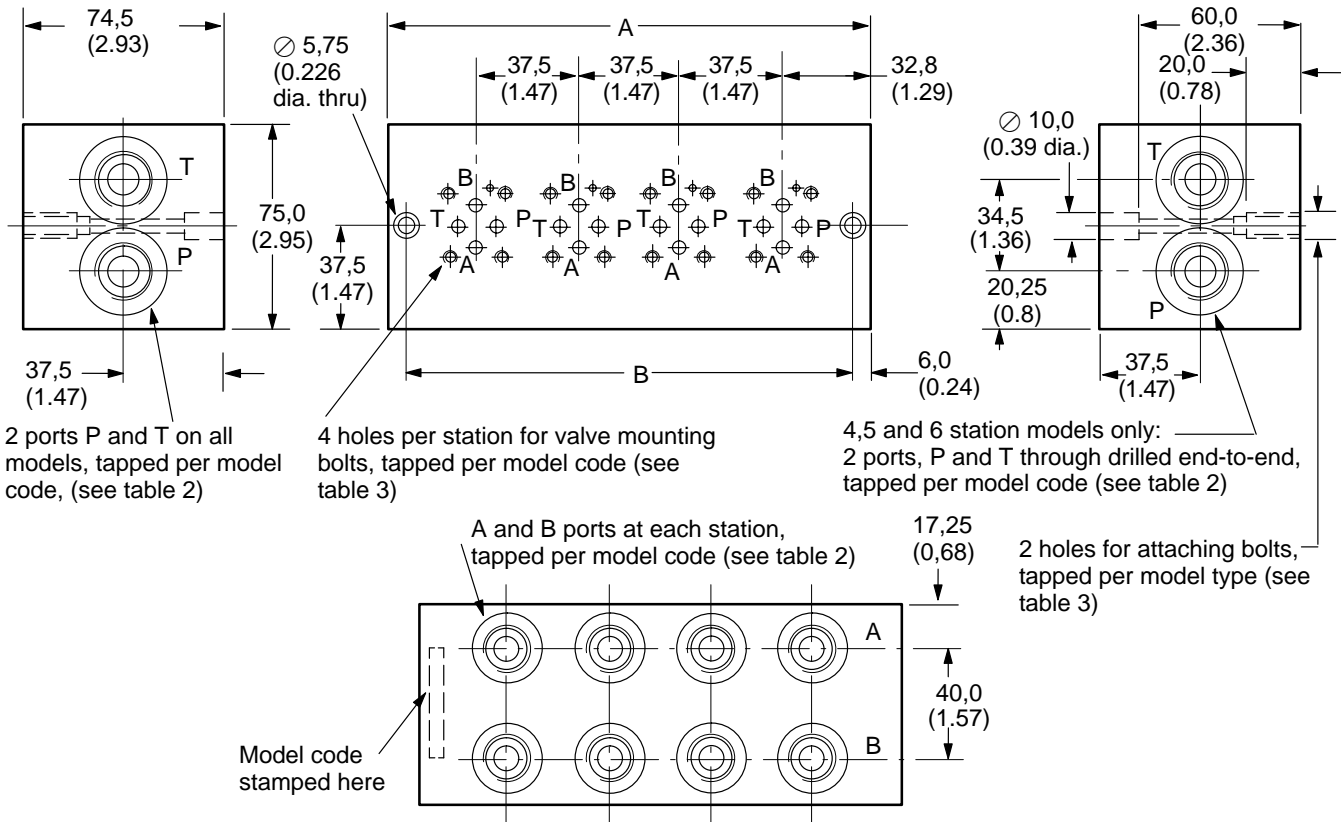 74,5
(2.93)
∅ 5,75
(0.226
dia. thru)
A
37,5
(1.47)
37,5
(1.47)
37,5
(1.47)
32,8
(1.29)
60,0
(2.36)
20,0
(0.78)
∅ 10,0
(0.39 dia.)
T
P
75,0
(2.95)
37,5
(1.47)
B
T
P
A
B
T
P
A
B
T
P
A
B
T
P
A
T
P
34,5
(1.36)
20,25
(0.8)
37,5
(1.47)
B
6,0
(0.24)
37,5
(1.47)
2 ports P and T on all
models, tapped per model
code, (see table 2)
4 holes per station for valve mounting
bolts, tapped per model code (see
table 3)
4,5 and 6 station models only:
2 ports, P and T through drilled end-to-end,
tapped per model code (see table 2)
2 holes for attaching bolts,
tapped per model type (see
table 3)
A and B ports at each station,
tapped per model code (see table 2)
17,25
(0,68)
A
40,0
(1.57)
B
Model code
stamped here